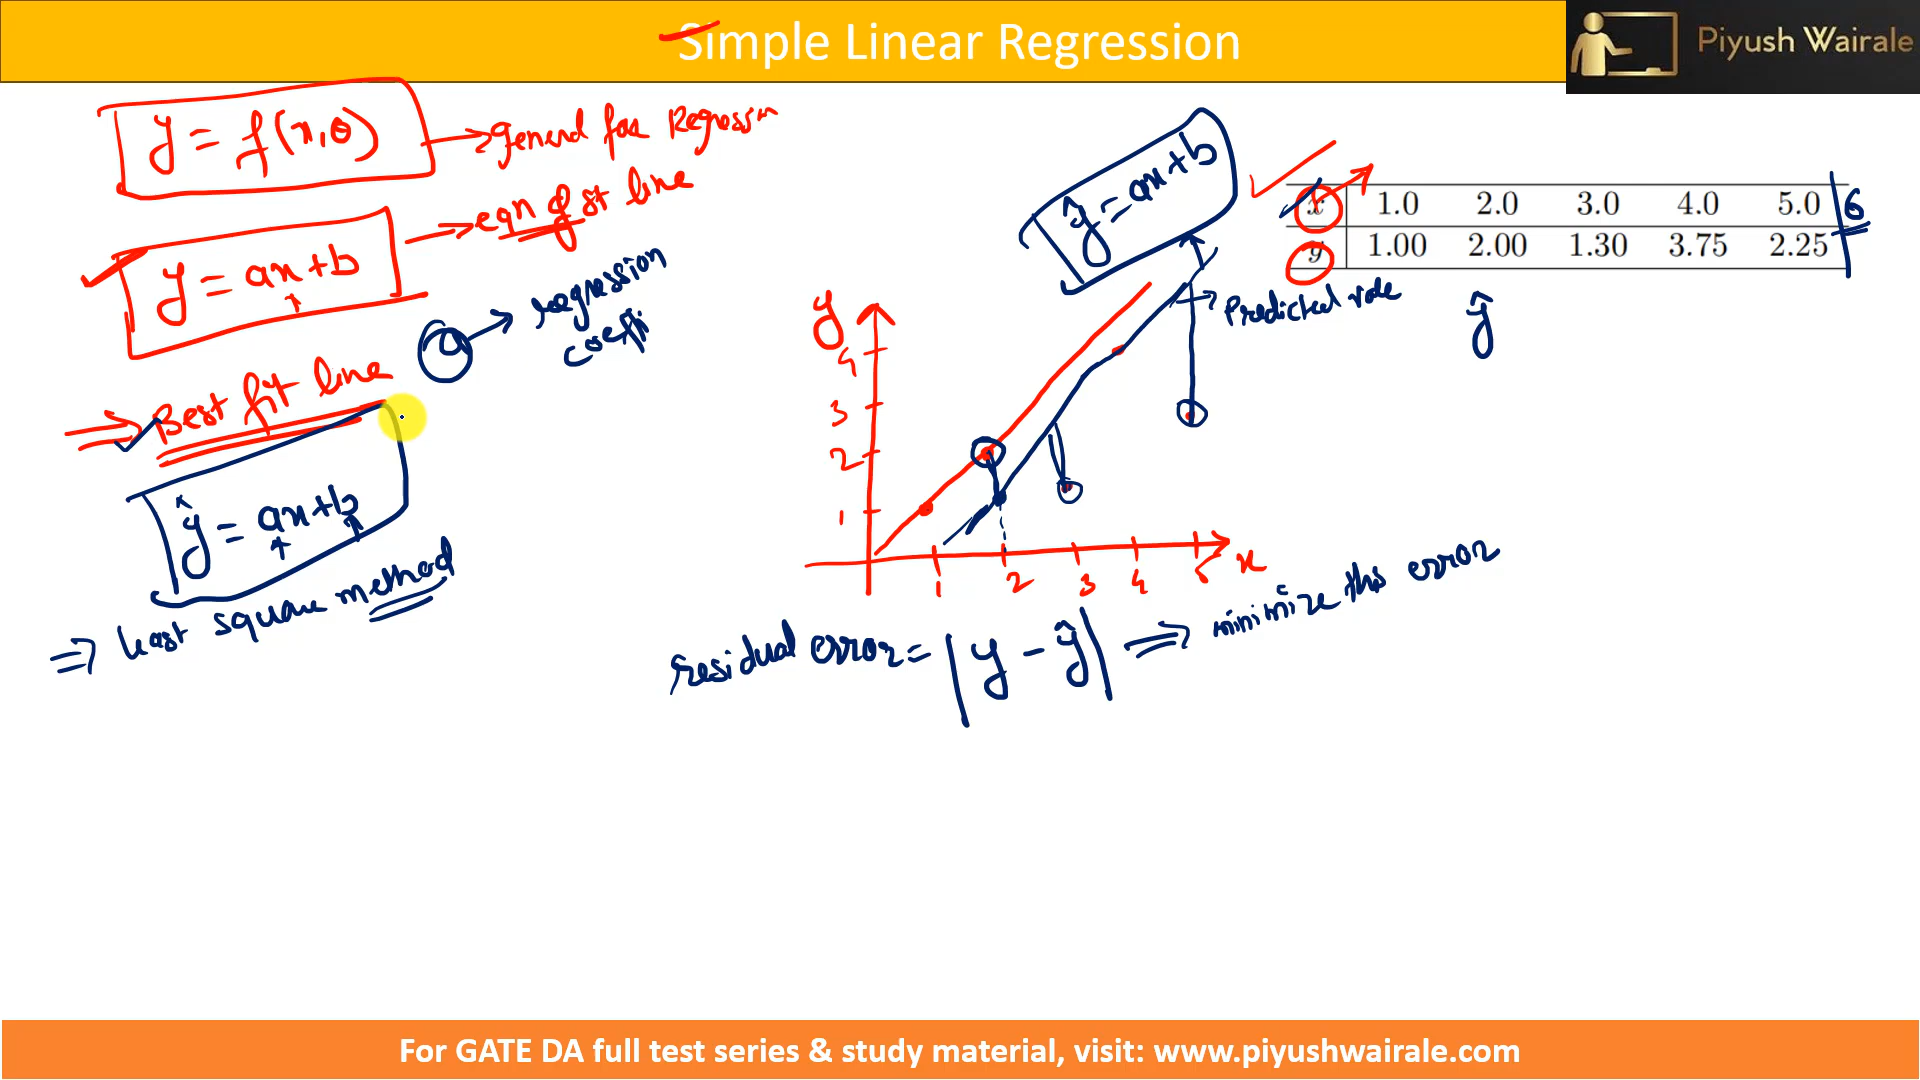 Simple Linear Regression
Piyush Wairale
y = f(x,θ) → general for Regression
y = ax+b → eqn of st line
a → regression coeffi
⇒ Best fit line
ŷ = ax+b
⇒ least square method
ŷ = ax+b
x 1.0 2.0 3.0 4.0 5.0 6
y 1.00 2.00 1.30 3.75 2.25
→ Predicted vale ŷ
y
4
3
2
1
1 2 3 4 5 x
residual error = |y - ŷ| ⇒ minimize this error
For GATE DA full test series & study material, visit: www.piyushwairale.com